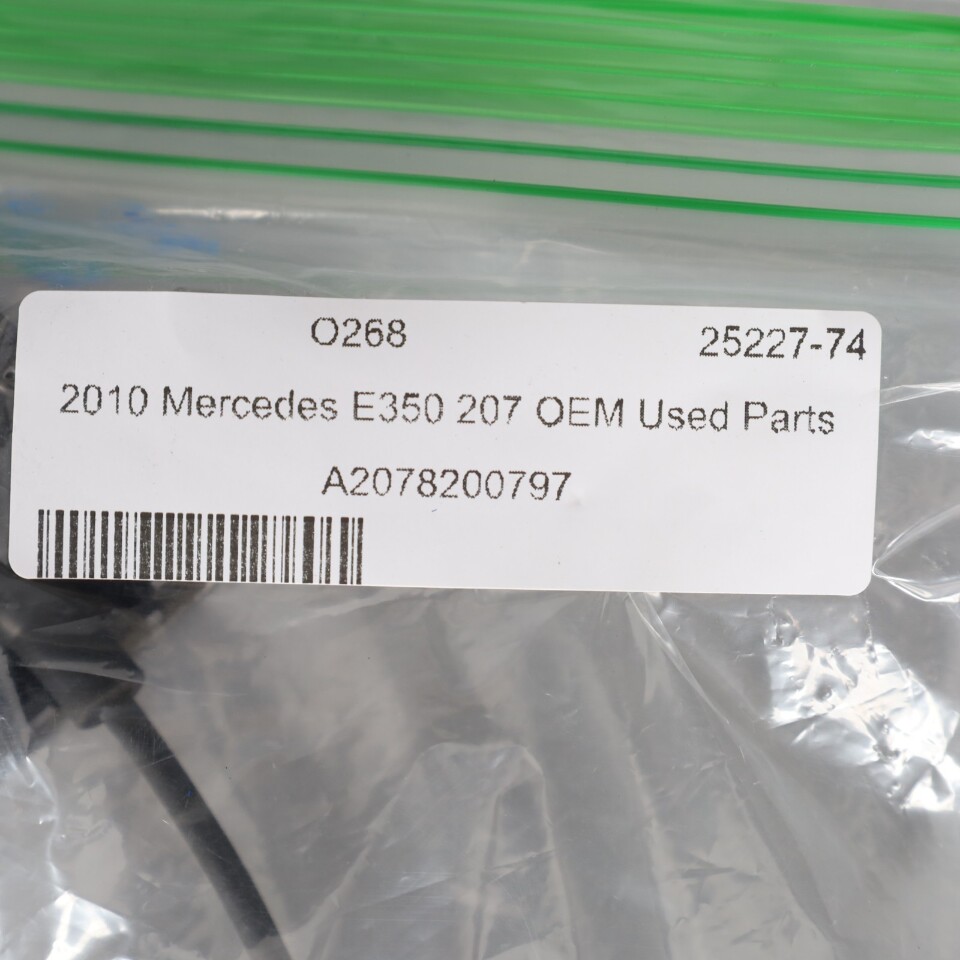 O268 25227-74
2010 Mercedes E350 207 OEM Used Parts
A2078200797